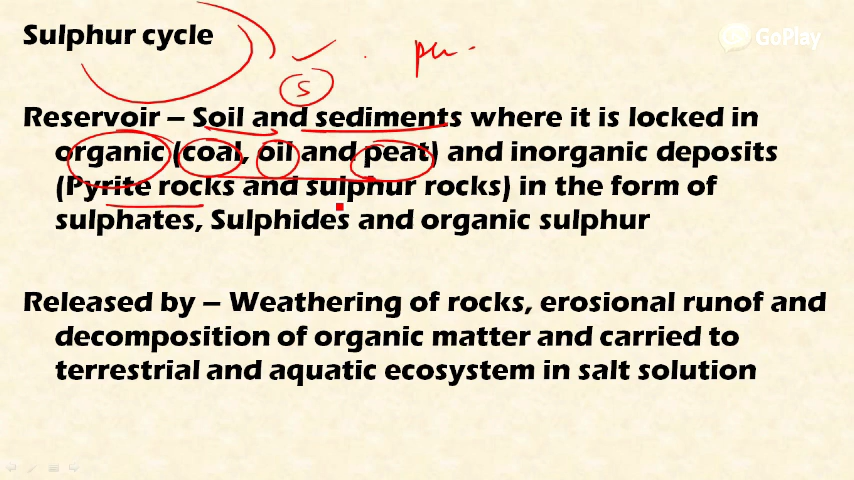 Sulphur cycle
GoPlay
S
Reservoir – Soil and sediments where it is locked in
organic (coal, oil and peat) and inorganic deposits
(Pyrite rocks and sulphur rocks) in the form of
sulphates, Sulphides and organic sulphur
Released by – Weathering of rocks, erosional runof and
decomposition of organic matter and carried to
terrestrial and aquatic ecosystem in salt solution